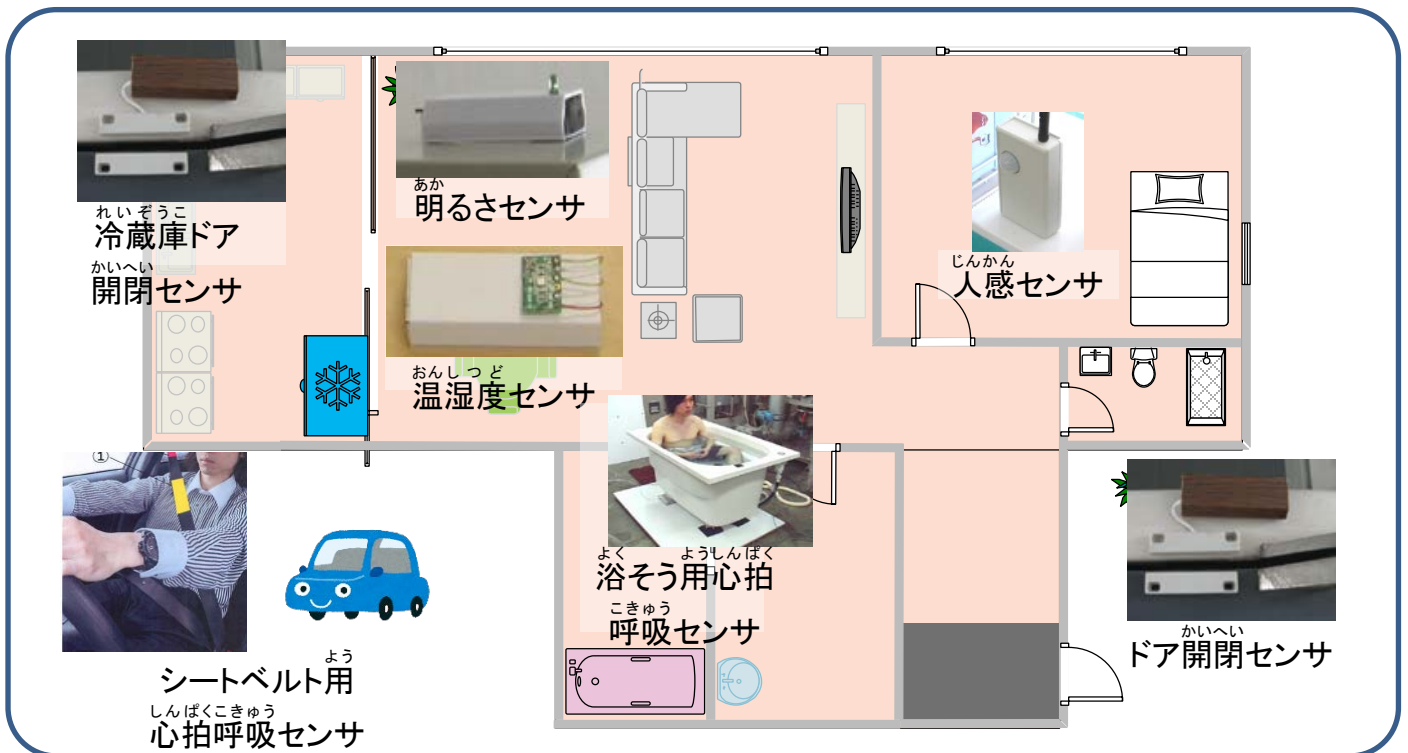 れいぞうこ
冷蔵庫ドア
かいへい
開閉センサ
あか
明るさセンサ
おんしつど
温湿度センサ
じんかん
人感センサ
よく ようしんぱく
浴そう用心拍
こきゅう
呼吸センサ
かいへい
ドア開閉センサ
①
よう
シートベルト用
しんぱくこきゅう
心拍呼吸センサ